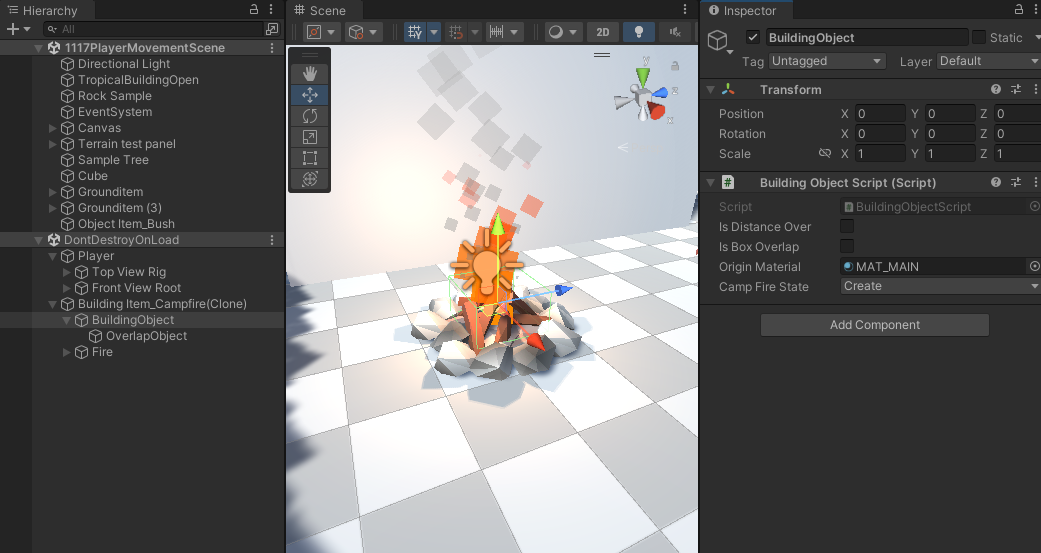 Hierarchy
All
1117PlayerMovementScene
Directional Light
TropicalBuildingOpen
Rock Sample
EventSystem
Canvas
Terrain test panel
Sample Tree
Cube
Grounditem
Grounditem (3)
Object Item_Bush
DontDestroyOnLoad
Player
Top View Rig
Front View Root
Building Item_Campfire(Clone)
BuildingObject
OverlapObject
Fire
Scene
2D
y
z
x
Inspector
BuildingObject Static
Tag Untagged Layer Default
Transform
Position X 0 Y 0 Z 0
Rotation X 0 Y 0 Z 0
Scale X 1 Y 1 Z 1
Building Object Script (Script)
Script BuildingObjectScript
Is Distance Over
Is Box Overlap
Origin Material MAT_MAIN
Camp Fire State Create
Add Component